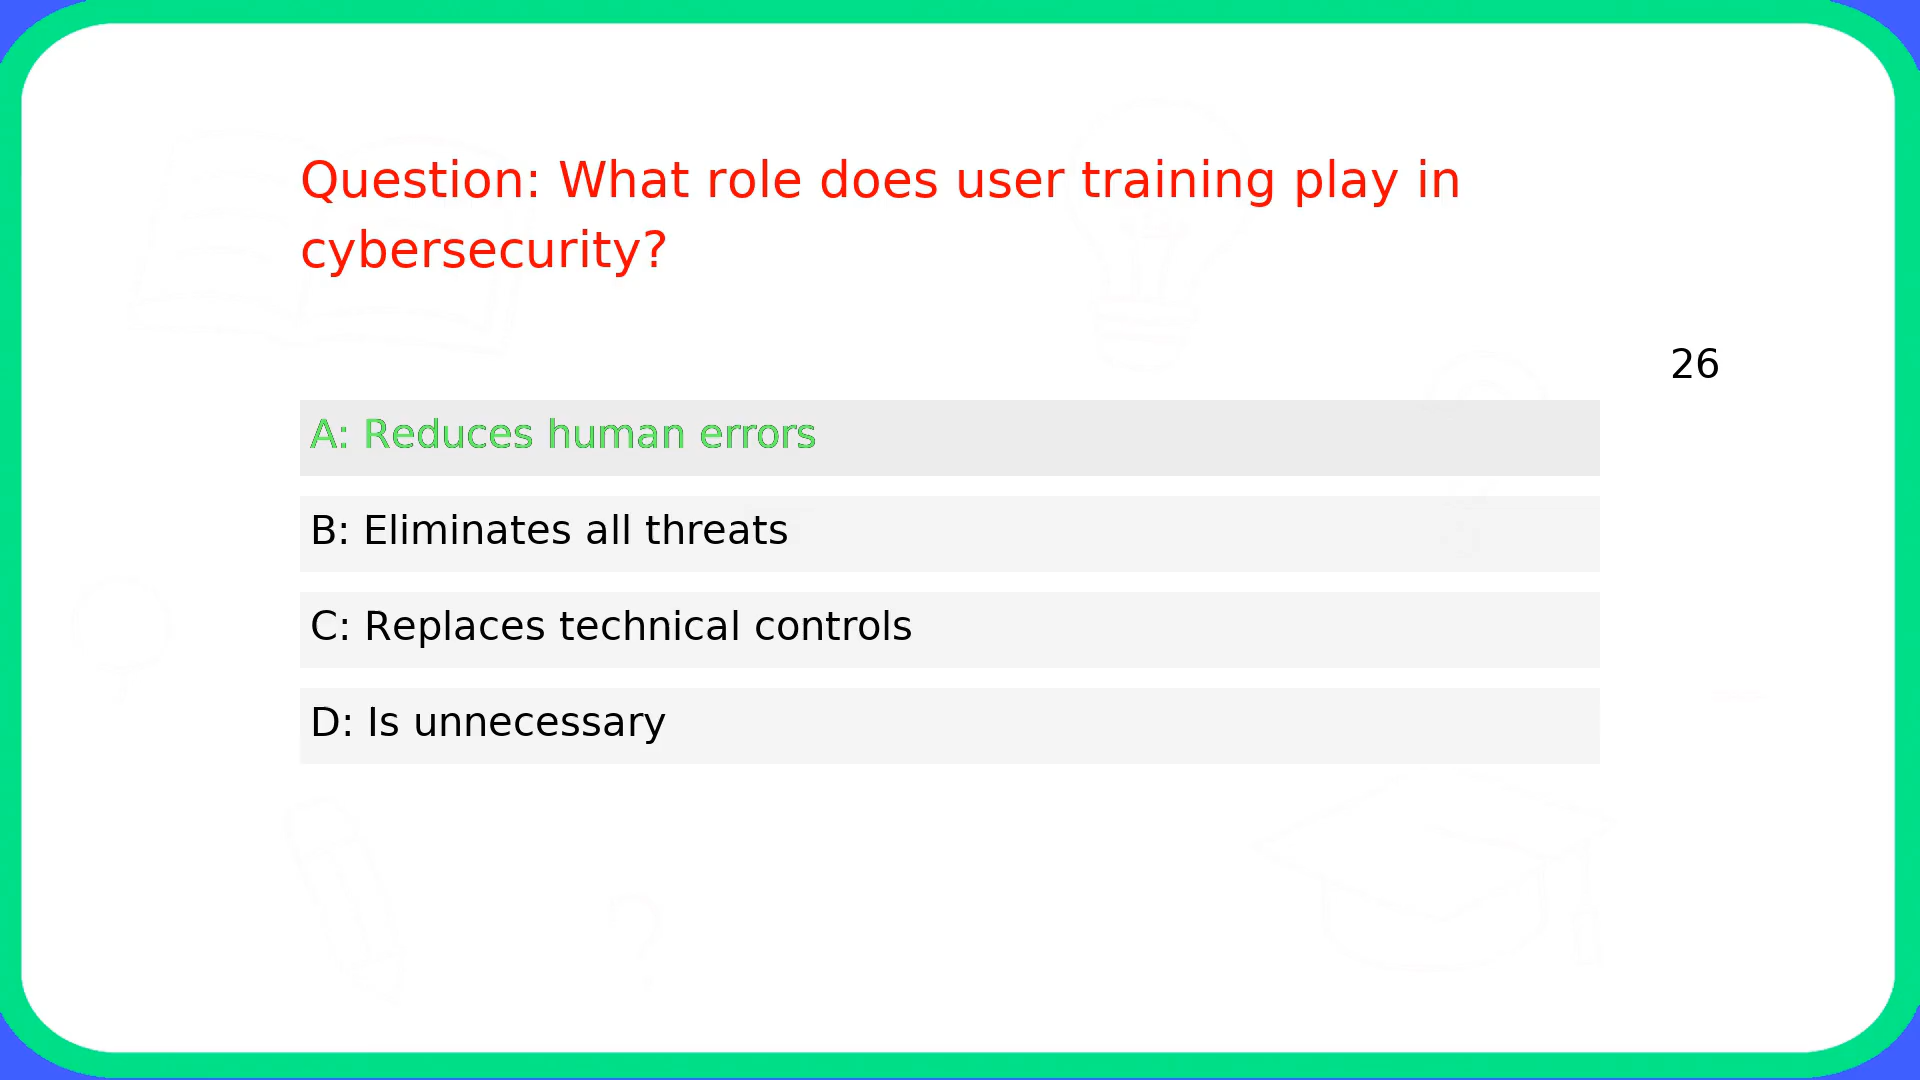 Question: What role does user training play in
cybersecurity?
26
A: Reduces human errors
B: Eliminates all threats
C: Replaces technical controls
D: Is unnecessary